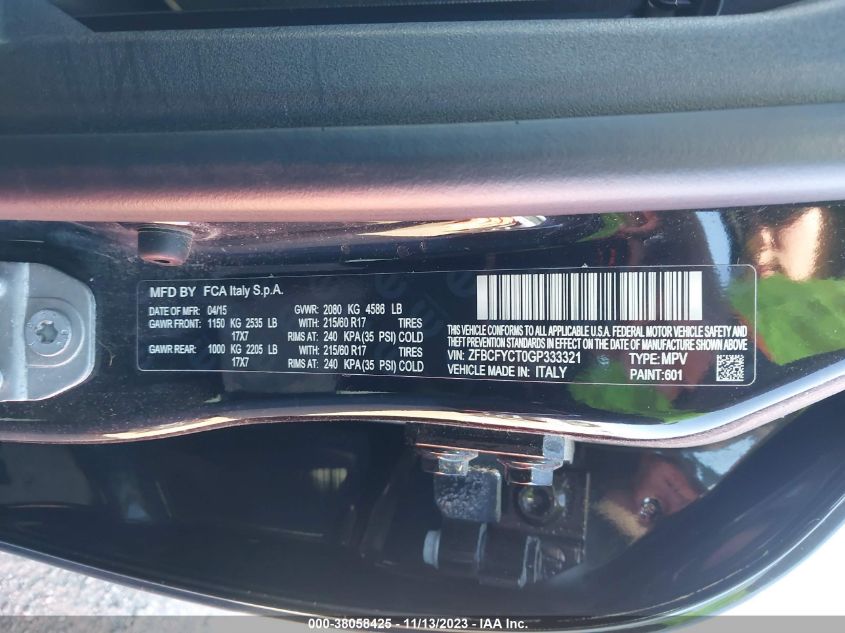 MFD BY FCA Italy S.p.A.
DATE OF MFR: 04/15 GVWR: 2080 KG 4586 LB
GAWR FRONT: 1150 KG 2535 LB WITH: 215/60 R17 TIRES
17X7 RIMS AT: 240 KPA(35 PSI) COLD
GAWR REAR: 1000 KG 2205 LB WITH: 215/60 R17 TIRES
17X7 RIMS AT: 240 KPA(35 PSI) COLD
THIS VEHICLE CONFORMS TO ALL APPLICABLE U.S.A. FEDERAL MOTOR VEHICLE SAFETY AND
THEFT PREVENTION STANDARDS IN EFFECT ON THE DATE OF MANUFACTURE SHOWN ABOVE.
VIN: ZFBCFYCT0GP333321 TYPE: MPV
VEHICLE MADE IN: ITALY PAINT:601
000-38058425 - 11/13/2023 - IAA Inc.